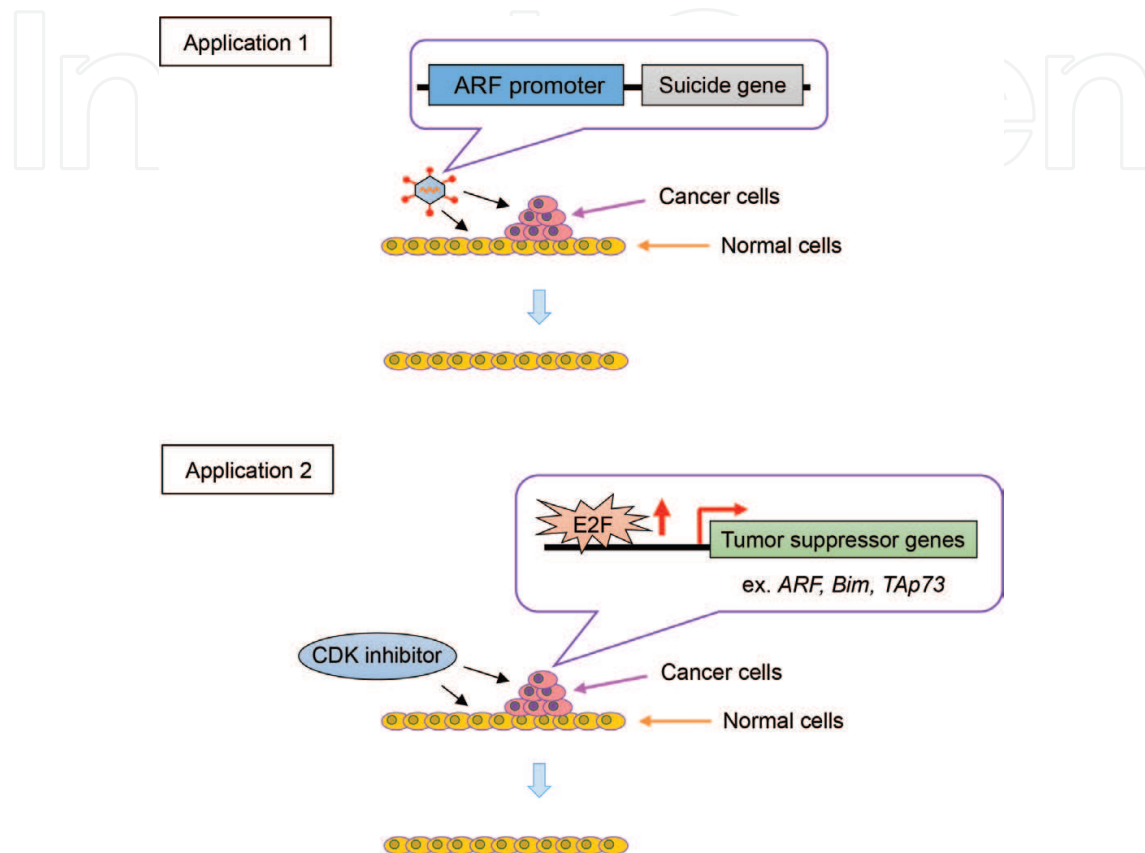 Application 1
ARF promoter
Suicide gene
Cancer cells
Normal cells
Application 2
E2F
Tumor suppressor genes
ex. ARF, Bim, TAp73
CDK inhibitor
Cancer cells
Normal cells